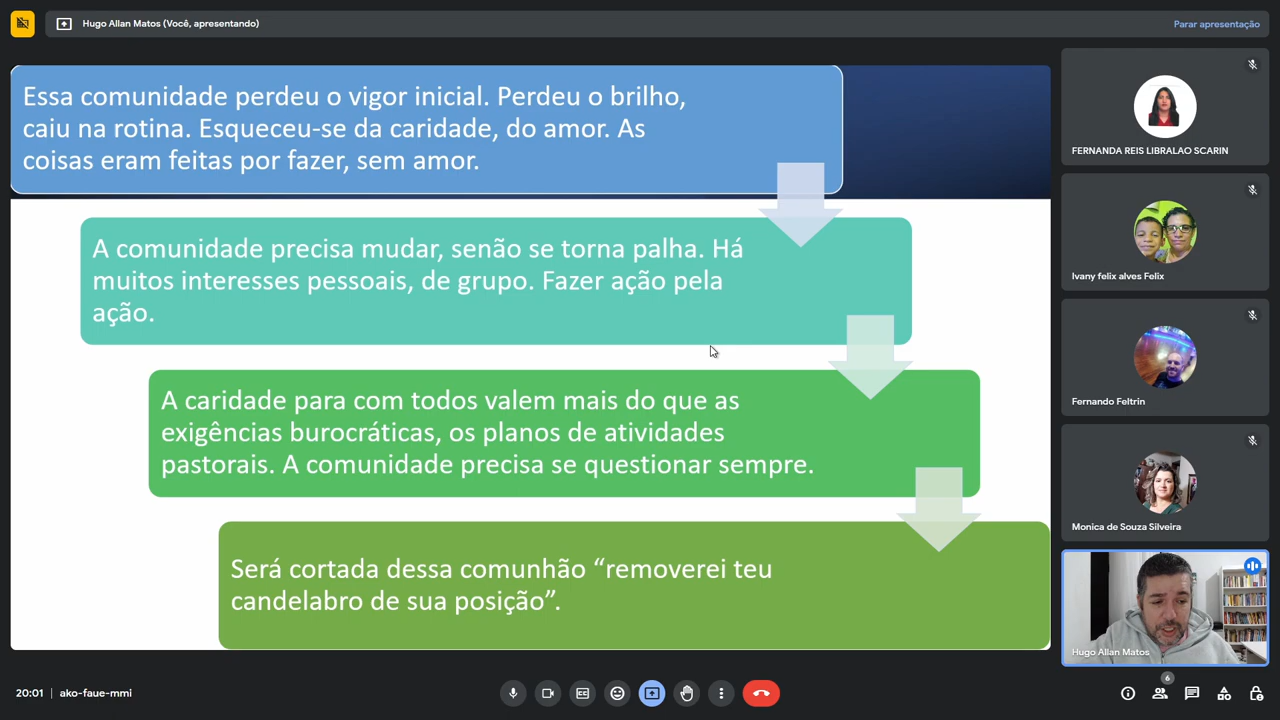 Hugo Allan Matos (Você, apresentando)
Parar apresentação
Essa comunidade perdeu o vigor inicial. Perdeu o brilho,
caiu na rotina. Esqueceu-se da caridade, do amor. As
coisas eram feitas por fazer, sem amor.
A comunidade precisa mudar, senão se torna palha. Há
muitos interesses pessoais, de grupo. Fazer ação pela
ação.
A caridade para com todos valem mais do que as
exigências burocráticas, os planos de atividades
pastorais. A comunidade precisa se questionar sempre.
Será cortada dessa comunhão “removerei teu
candelabro de sua posição”.
FERNANDA REIS LIBRALAO SCARIN
Ivany felix alves Felix
Fernando Feltrin
Monica de Souza Silveira
Hugo Allan Matos
20:01 | ako-faue-mmi
6